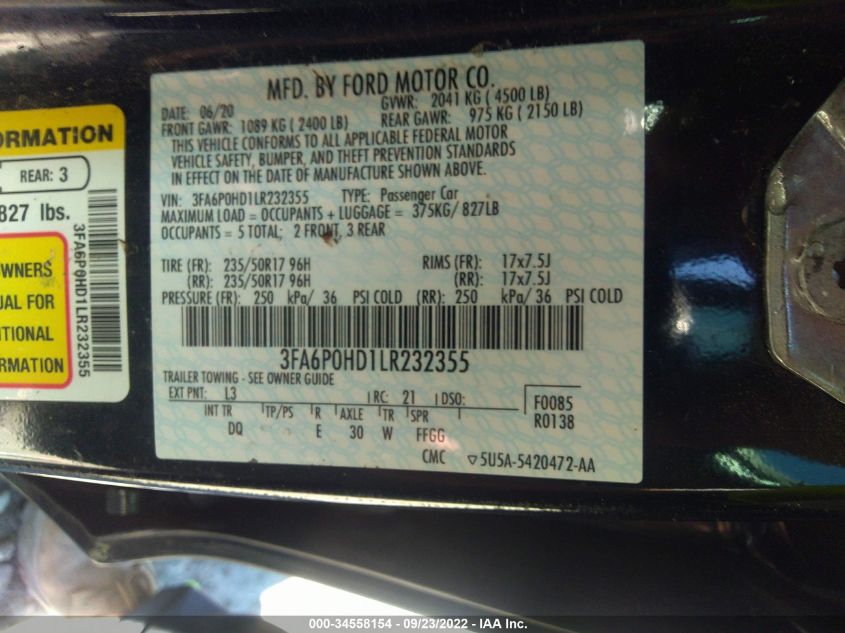 MFD. BY FORD MOTOR CO.
DATE: 06/20 GVWR: 2041 KG ( 4500 LB)
FRONT GAWR: 1089 KG ( 2400 LB) REAR GAWR: 975 KG ( 2150 LB)
THIS VEHICLE CONFORMS TO ALL APPLICABLE FEDERAL MOTOR
VEHICLE SAFETY, BUMPER, AND THEFT PREVENTION STANDARDS
IN EFFECT ON THE DATE OF MANUFACTURE SHOWN ABOVE.
VIN: 3FA6P0HD1LR232355 TYPE: Passenger Car
MAXIMUM LOAD = OCCUPANTS + LUGGAGE = 375KG/ 827LB
OCCUPANTS = 5 TOTAL; 2 FRONT, 3 REAR
TIRE (FR): 235/50R17 96H RIMS (FR): 17x7.5J
(RR): 235/50R17 96H (RR): 17x7.5J
PRESSURE (FR): 250 kPa/ 36 PSI COLD (RR): 250 kPa/ 36 PSI COLD
3FA6P0HD1LR232355
TRAILER TOWING - SEE OWNER GUIDE
EXT PNT: L3 RC: 21 DSO:
INT TR TP/PS R AXLE TR SPR
DQ E 30 W FFGG
F0085
R0138
CMC ▽5U5A-5420472-AA
ORMATION
REAR: 3
827 lbs.
WNERS
UAL FOR
ITIONAL
RMATION
3FA6P0HD1LR232355
000-34558154 - 09/23/2022 - IAA Inc.